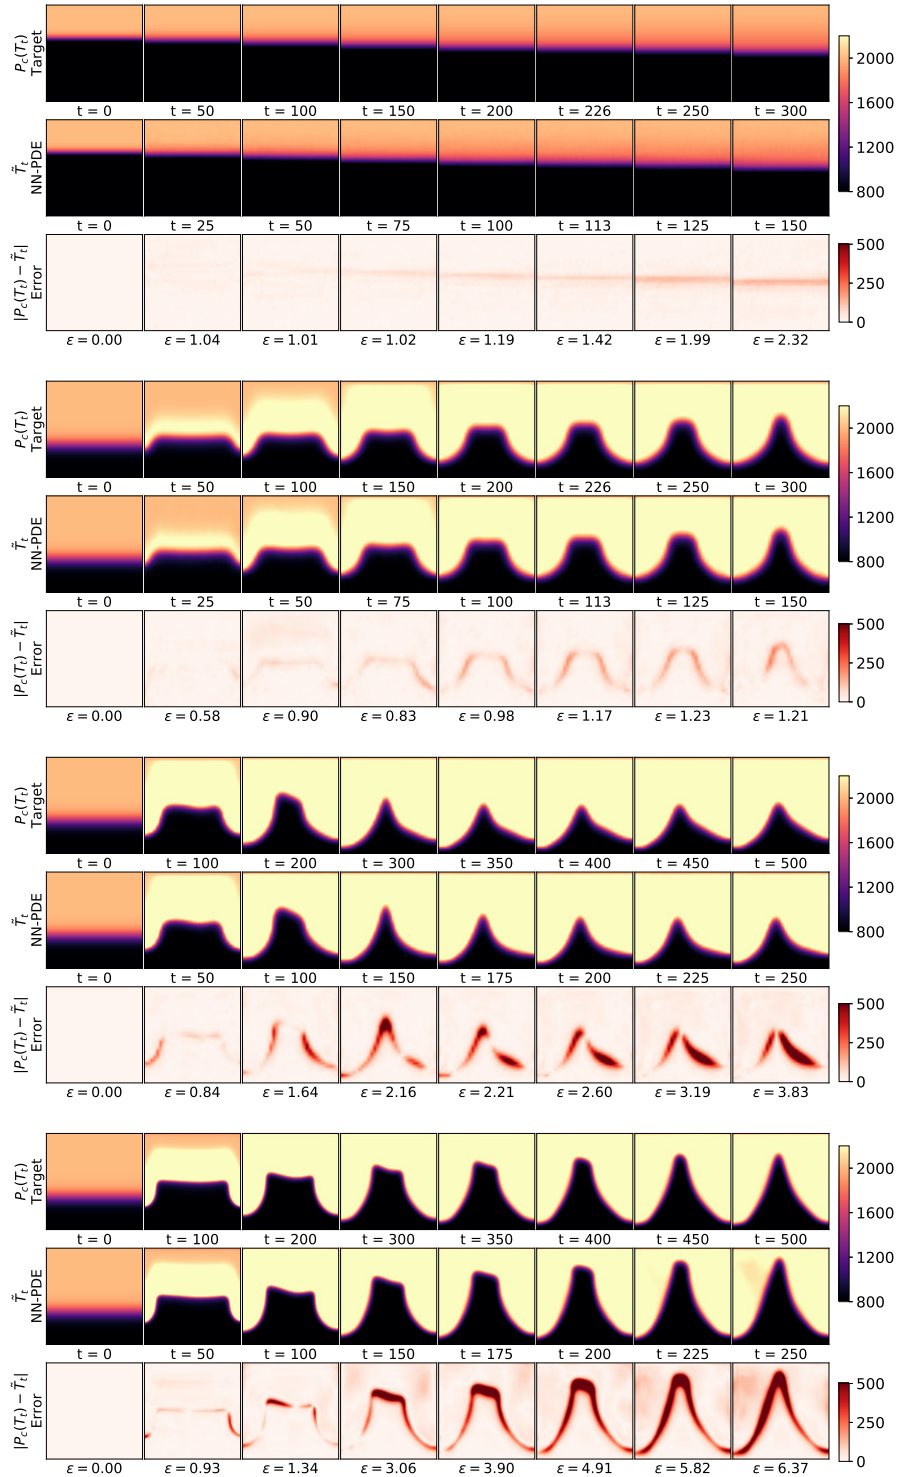 P_c(T_t)
Target
2000
1600
1200
800
t = 0 t = 50 t = 100 t = 150 t = 200 t = 226 t = 250 t = 300
T̃_t
NN-PDE
t = 0 t = 25 t = 50 t = 75 t = 100 t = 113 t = 125 t = 150
|P_c(T_t) − T̃_t|
Error
500
250
0
ε = 0.00 ε = 1.04 ε = 1.01 ε = 1.02 ε = 1.19 ε = 1.42 ε = 1.99 ε = 2.32
P_c(T_t)
Target
2000
1600
1200
800
t = 0 t = 50 t = 100 t = 150 t = 200 t = 226 t = 250 t = 300
T̃_t
NN-PDE
t = 0 t = 25 t = 50 t = 75 t = 100 t = 113 t = 125 t = 150
|P_c(T_t) − T̃_t|
Error
500
250
0
ε = 0.00 ε = 0.58 ε = 0.90 ε = 0.83 ε = 0.98 ε = 1.17 ε = 1.23 ε = 1.21
P_c(T_t)
Target
2000
1600
1200
800
t = 0 t = 100 t = 200 t = 300 t = 350 t = 400 t = 450 t = 500
T̃_t
NN-PDE
t = 0 t = 50 t = 100 t = 150 t = 175 t = 200 t = 225 t = 250
|P_c(T_t) − T̃_t|
Error
500
250
0
ε = 0.00 ε = 0.84 ε = 1.64 ε = 2.16 ε = 2.21 ε = 2.60 ε = 3.19 ε = 3.83
P_c(T_t)
Target
2000
1600
1200
800
t = 0 t = 100 t = 200 t = 300 t = 350 t = 400 t = 450 t = 500
T̃_t
NN-PDE
t = 0 t = 50 t = 100 t = 150 t = 175 t = 200 t = 225 t = 250
|P_c(T_t) − T̃_t|
Error
500
250
0
ε = 0.00 ε = 0.93 ε = 1.34 ε = 3.06 ε = 3.90 ε = 4.91 ε = 5.82 ε = 6.37